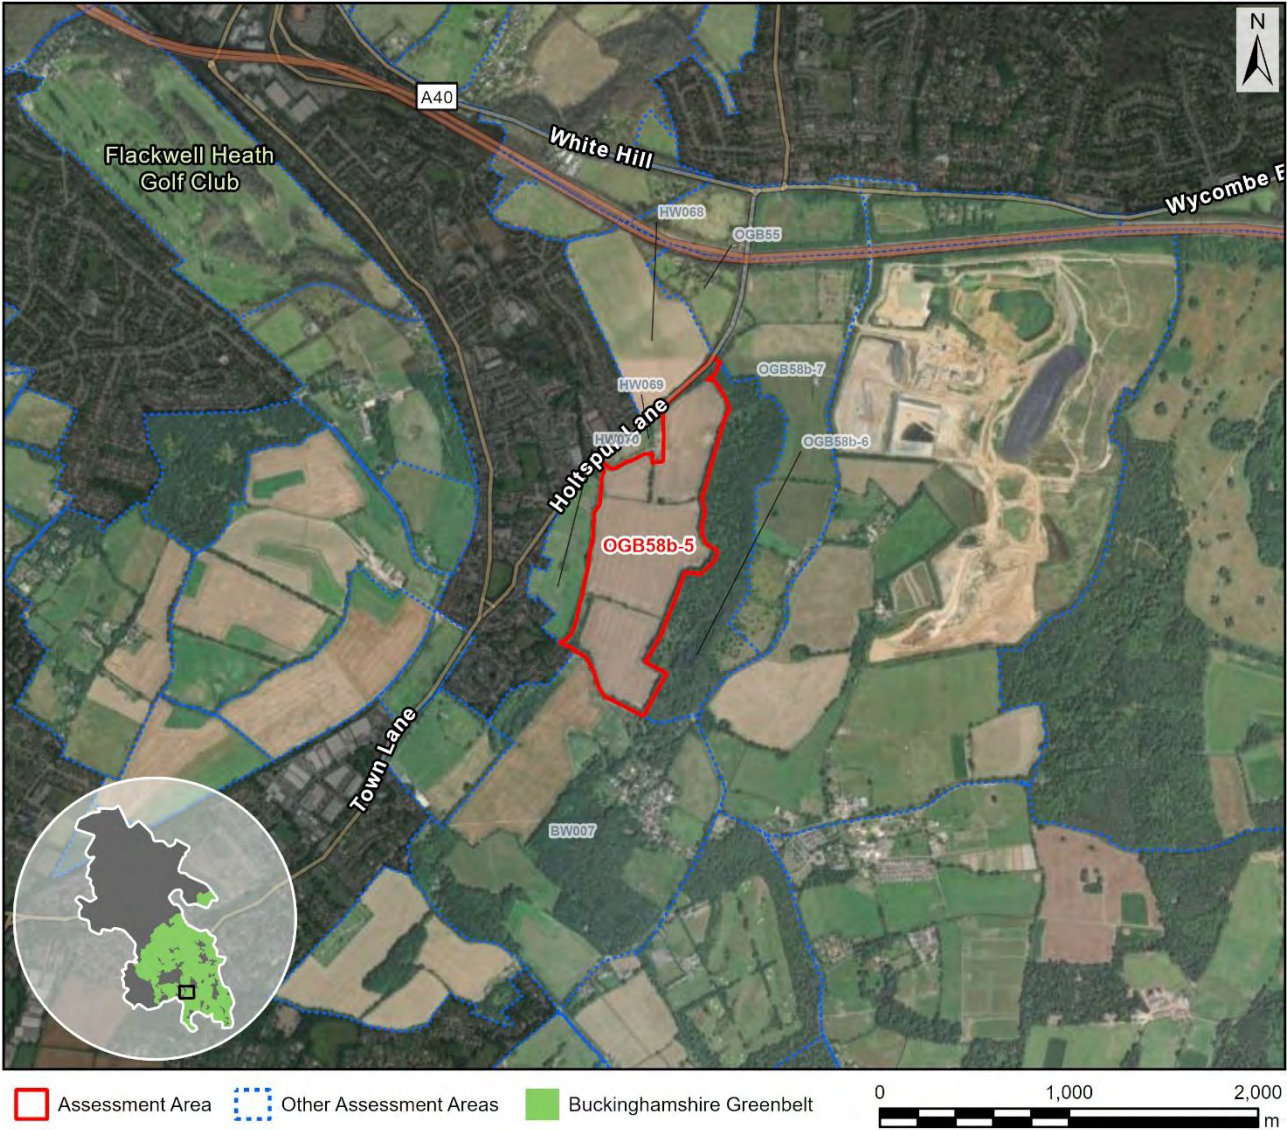 N
A40
White Hill
Flackwell Heath
Golf Club
Wycombe E
HW068
OGB55
OGB58b-7
HW069
HW070
OGB58b-6
Holtspur Lane
OGB58b-5
Town Lane
BW007
Assessment Area
Other Assessment Areas
Buckinghamshire Greenbelt
0
1,000
2,000
m